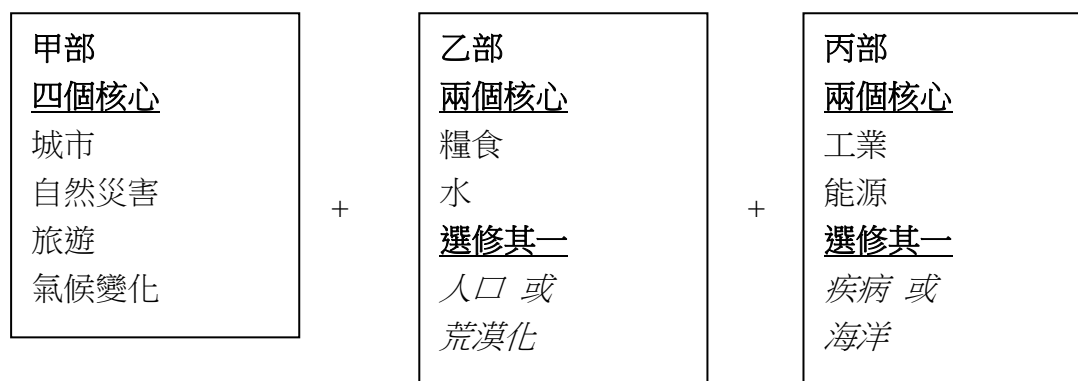 甲部
四個核心
城市
自然災害
旅遊
氣候變化
+
乙部
兩個核心
糧食
水
選修其一
人口 或
荒漠化
+
丙部
兩個核心
工業
能源
選修其一
疾病 或
海洋